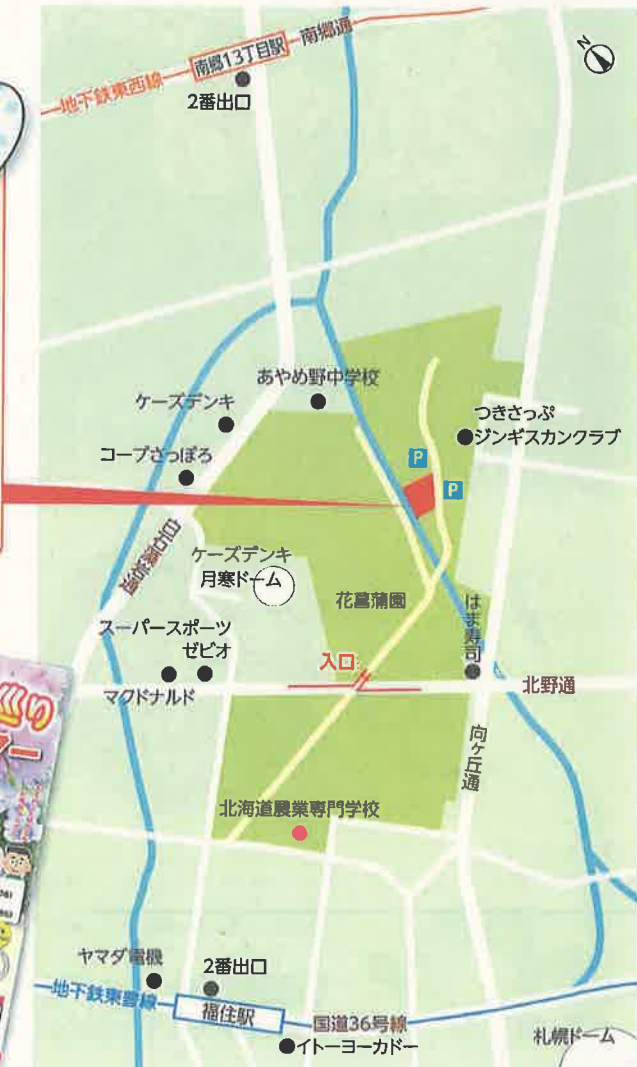 地下鉄東西線
南郷13丁目駅
南郷通
N
2番出口
あやめ野中学校
ケーズデンキ
つきさっぷ
ジンギスカンクラブ
コープさっぽろ
P
P
白石藻岩通
ケーズデンキ
月寒ドーム
花菖蒲園
はま寿司
スーパースポーツ
ゼビオ
入口
マクドナルド
北野通
巡り
向ヶ丘通
北海道農業専門学校
ヤマダ電機
2番出口
地下鉄東豊線
福住駅
国道36号線
イトーヨーカドー
札幌ドーム